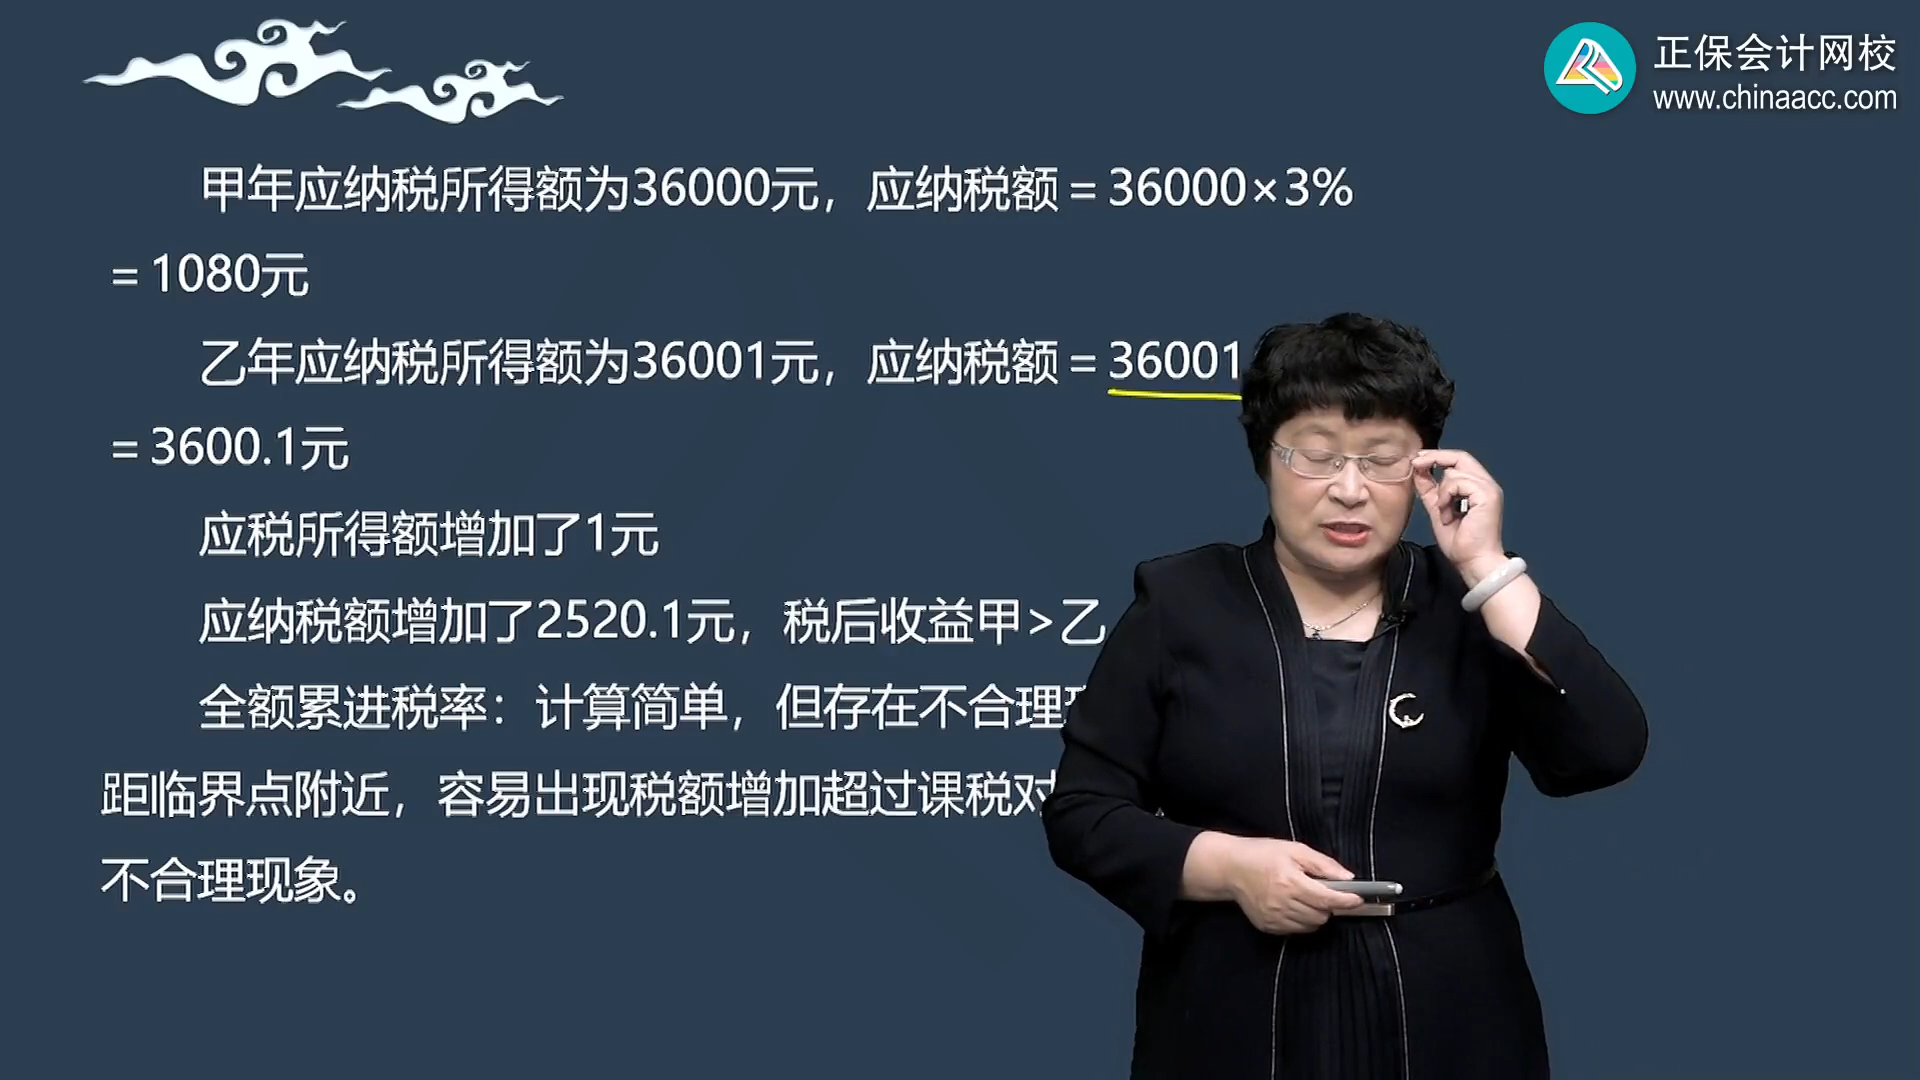 正保会计网校
www.chinaacc.com
甲年应纳税所得额为36000元，应纳税额＝36000×3%
＝1080元
乙年应纳税所得额为36001元，应纳税额＝36001
＝3600.1元
应税所得额增加了1元
应纳税额增加了2520.1元，税后收益甲>乙
全额累进税率：计算简单，但存在不合理
距临界点附近，容易出现税额增加超过课税对
不合理现象。